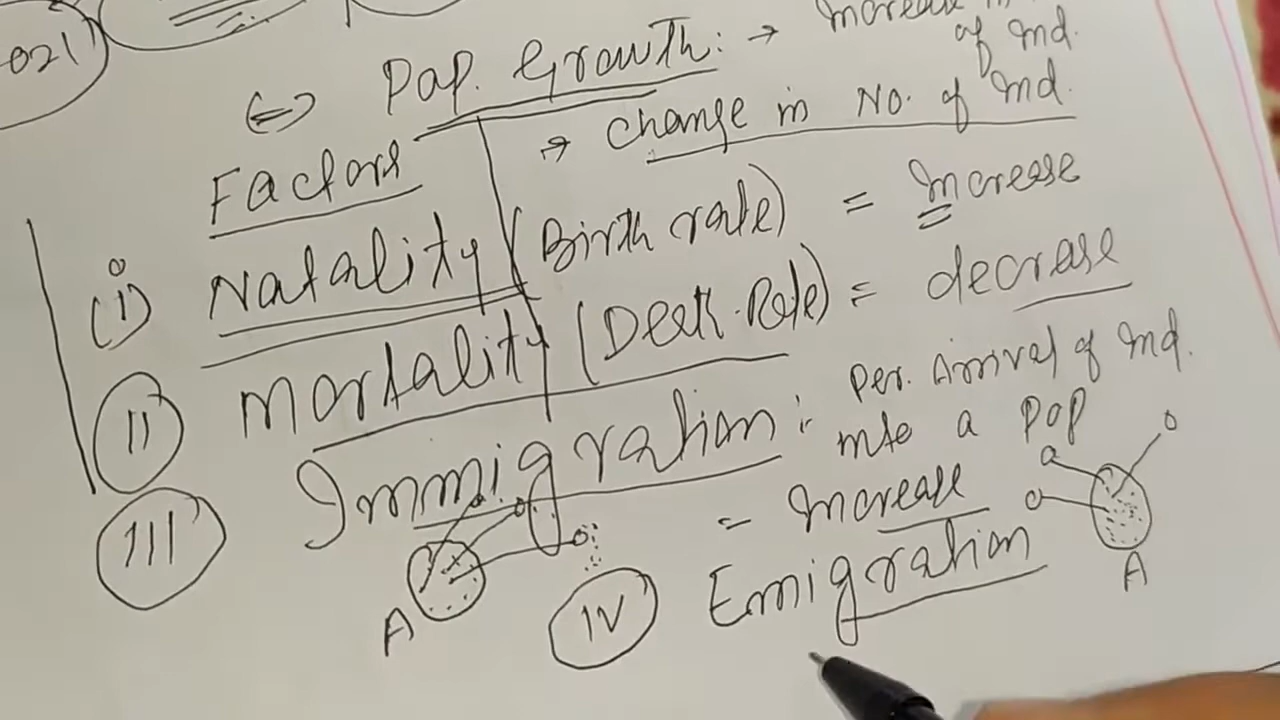 021
(=) Pop. Growth: → Increase in
of ind.
→ Change in No. of ind.
Factors
(i) Natality (Birth rate) = Increase
II Mortality (Death Rate) = decrease
III Immigration: Per. Arrival of ind.
into a Pop
= Increase
A
IV Emigration
A